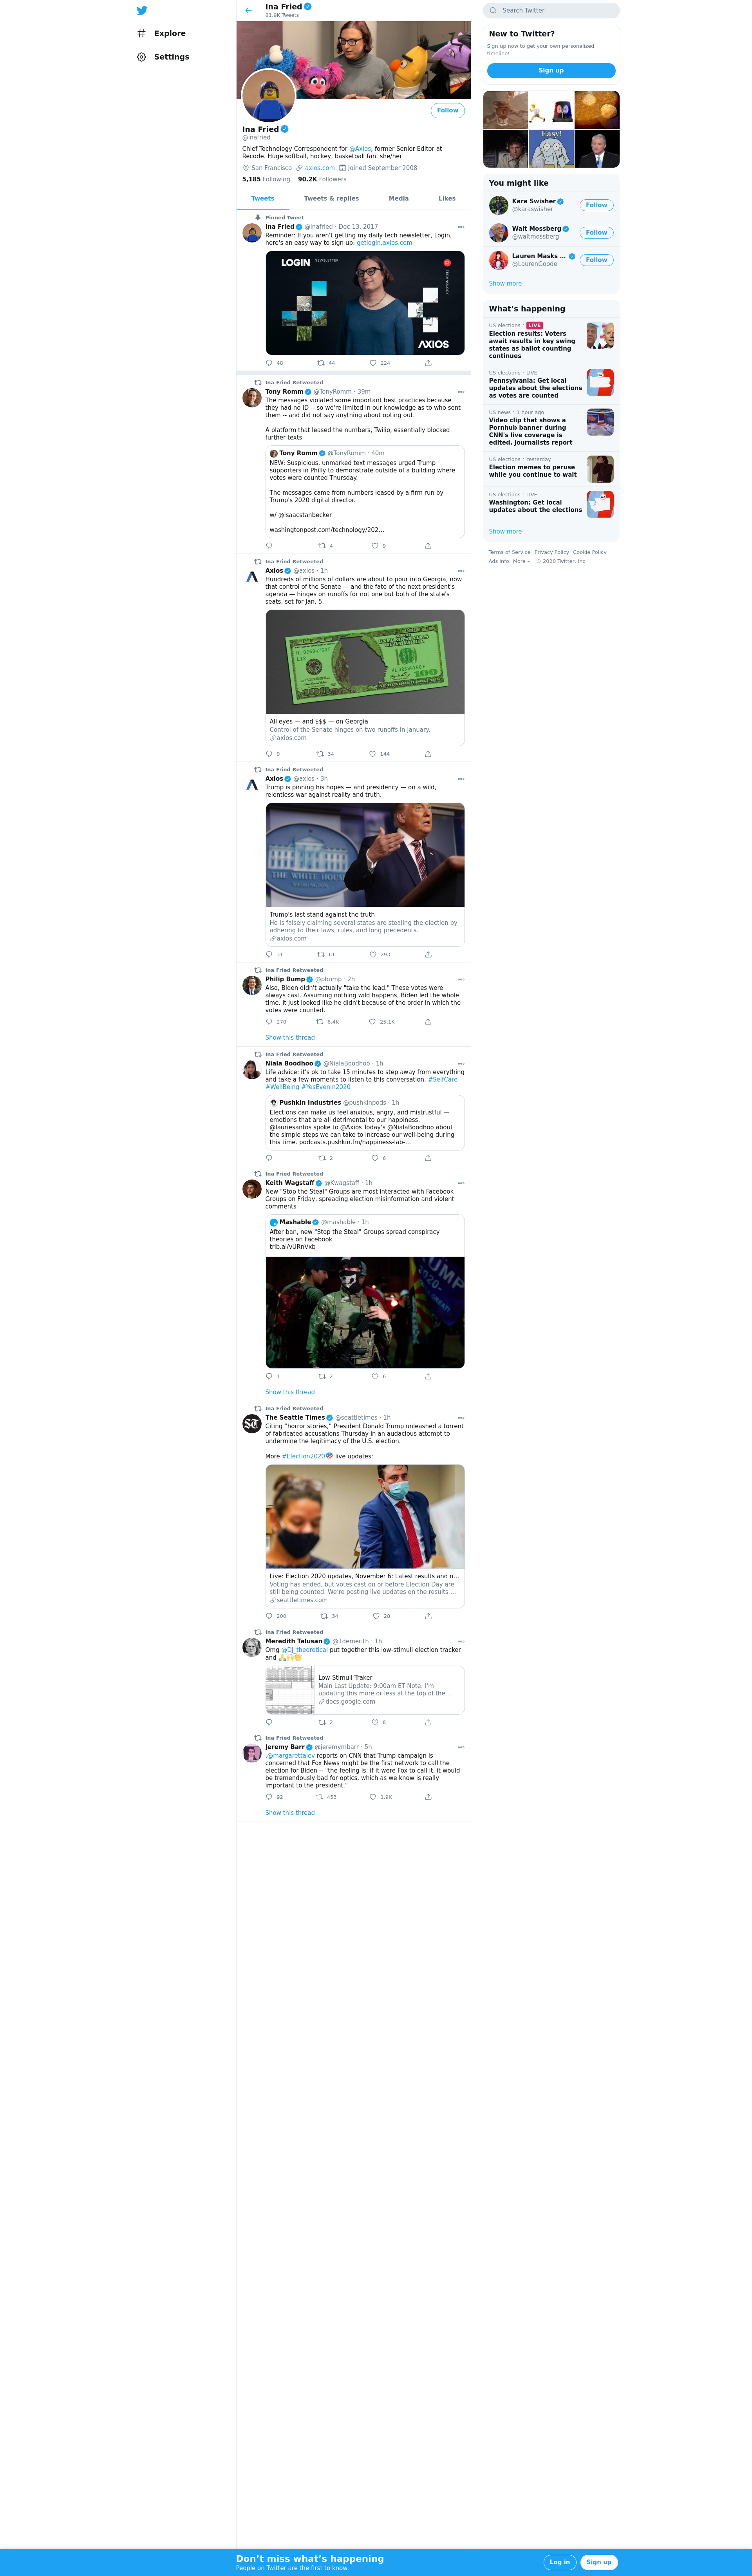 Explore
Settings
Ina Fried
81.9K Tweets
Follow
Ina Fried
@inafried
Chief Technology Correspondent for @Axios; former Senior Editor at
Recode. Huge softball, hockey, basketball fan. she/her
San Francisco axios.com Joined September 2008
5,185 Following 90.2K Followers
Tweets Tweets & replies Media Likes
Pinned Tweet
Ina Fried @inafried · Dec 13, 2017
Reminder: If you aren't getting my daily tech newsletter, Login,
here's an easy way to sign up: getlogin.axios.com
LOGIN NEWSLETTER
TECHNOLOGY
AXIOS
48 44 224
Ina Fried Retweeted
Tony Romm @TonyRomm · 39m
The messages violated some important best practices because
they had no ID -- so we're limited in our knowledge as to who sent
them -- and did not say anything about opting out.
A platform that leased the numbers, Twilio, essentially blocked
further texts
Tony Romm @TonyRomm · 40m
NEW: Suspicious, unmarked text messages urged Trump
supporters in Philly to demonstrate outside of a building where
votes were counted Thursday.
The messages came from numbers leased by a firm run by
Trump's 2020 digital director.
w/ @isaacstanbecker
washingtonpost.com/technology/202…
4 9
Ina Fried Retweeted
Axios @axios · 1h
Hundreds of millions of dollars are about to pour into Georgia, now
that control of the Senate — and the fate of the next president's
agenda — hinges on runoffs for not one but both of the state's
seats, set for Jan. 5.
All eyes — and $$$ — on Georgia
Control of the Senate hinges on two runoffs in January.
axios.com
9 34 144
Ina Fried Retweeted
Axios @axios · 3h
Trump is pinning his hopes — and presidency — on a wild,
relentless war against reality and truth.
THE WHITE HOUSE
Trump's last stand against the truth
He is falsely claiming several states are stealing the election by
adhering to their laws, rules, and long precedents.
axios.com
31 61 293
Ina Fried Retweeted
Philip Bump @pbump · 2h
Also, Biden didn't actually "take the lead." These votes were
always cast. Assuming nothing wild happens, Biden led the whole
time. It just looked like he didn't because of the order in which the
votes were counted.
270 6.4K 25.1K
Show this thread
Ina Fried Retweeted
Niala Boodhoo @NialaBoodhoo · 1h
Life advice: it's ok to take 15 minutes to step away from everything
and take a few moments to listen to this conversation. #SelfCare
#WellBeing #YesEvenIn2020
Pushkin Industries @pushkinpods · 1h
Elections can make us feel anxious, angry, and mistrustful —
emotions that are all detrimental to our happiness.
@lauriesantos spoke to @Axios Today's @NialaBoodhoo about
the simple steps we can take to increase our well-being during
this time. podcasts.pushkin.fm/happiness-lab-…
2 6
Ina Fried Retweeted
Keith Wagstaff @Kwagstaff · 1h
New "Stop the Steal" Groups are most interacted with Facebook
Groups on Friday, spreading election misinformation and violent
comments
Mashable @mashable · 1h
After ban, new "Stop the Steal" Groups spread conspiracy
theories on Facebook
trib.al/vURnVxb
1 2 6
Show this thread
Ina Fried Retweeted
The Seattle Times @seattletimes · 1h
Citing "horror stories," President Donald Trump unleashed a torrent
of fabricated accusations Thursday in an audacious attempt to
undermine the legitimacy of the U.S. election.
More #Election2020 live updates:
Live: Election 2020 updates, November 6: Latest results and n…
Voting has ended, but votes cast on or before Election Day are
still being counted. We're posting live updates on the results …
seattletimes.com
200 34 28
Ina Fried Retweeted
Meredith Talusan @1demerith · 1h
Omg @DJ_theoretical put together this low-stimuli election tracker
and 🙏🙌👏
Low-Stimuli Traker
Main Last Update: 9:00am ET Note: I'm
updating this more or less at the top of the …
docs.google.com
2 8
Ina Fried Retweeted
Jeremy Barr @jeremymbarr · 5h
.@margarettalev reports on CNN that Trump campaign is
concerned that Fox News might be the first network to call the
election for Biden -- "the feeling is: if it were Fox to call it, it would
be tremendously bad for optics, which as we know is really
important to the president."
92 453 1.9K
Show this thread
Search Twitter
New to Twitter?
Sign up now to get your own personalized
timeline!
Sign up
Easy!
You might like
Kara Swisher
@karaswisher
Follow
Walt Mossberg
@waltmossberg
Follow
Lauren Masks …
@LaurenGoode
Follow
Show more
What's happening
US elections · LIVE
Election results: Voters
await results in key swing
states as ballot counting
continues
US elections · LIVE
Pennsylvania: Get local
updates about the elections
as votes are counted
US news · 1 hour ago
Video clip that shows a
Pornhub banner during
CNN's live coverage is
edited, journalists report
US elections · Yesterday
Election memes to peruse
while you continue to wait
US elections · LIVE
Washington: Get local
updates about the elections
Show more
Terms of Service Privacy Policy Cookie Policy
Ads info More © 2020 Twitter, Inc.
Don't miss what's happening
People on Twitter are the first to know.
Log in
Sign up